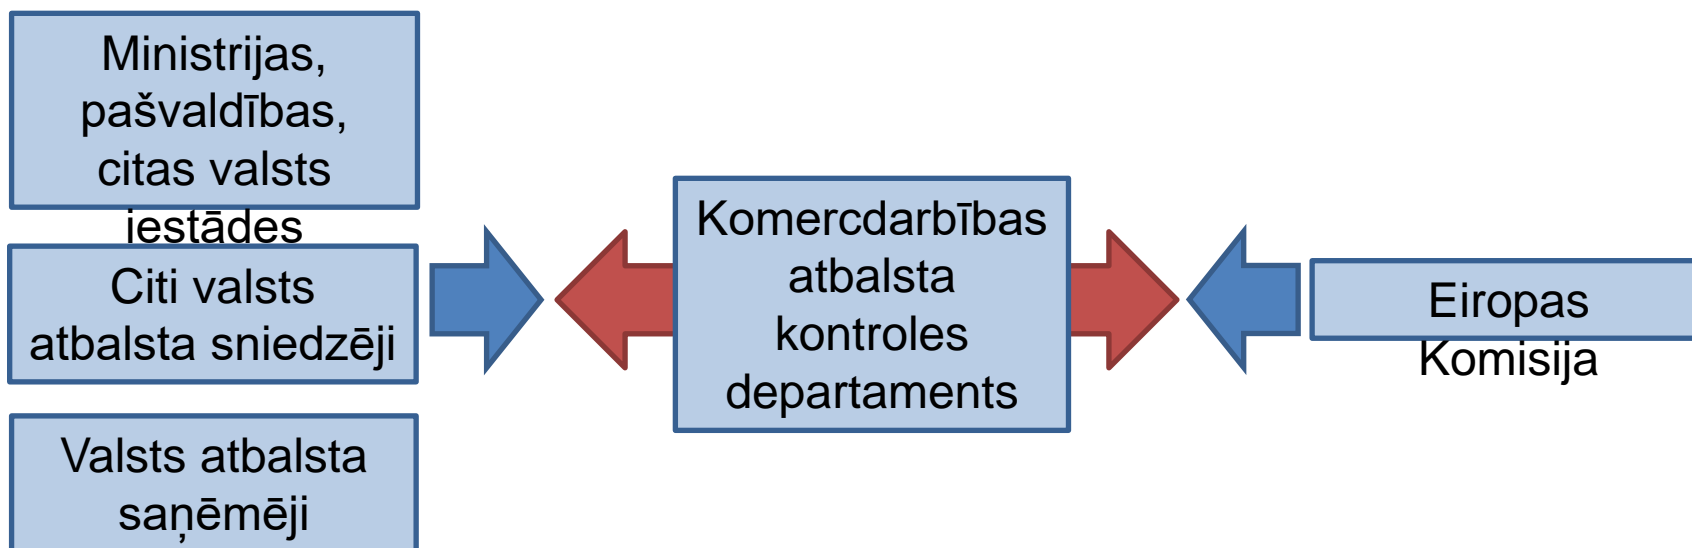 Ministrijas,
pašvaldības,
citas valsts
iestādes
Citi valsts
atbalsta sniedzēji
Valsts atbalsta
saņēmēji
Komercdarbības
atbalsta
kontroles
departaments
Eiropas
Komisija